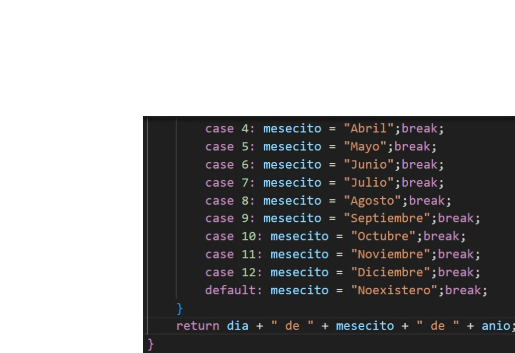 case 4: mesecito = "Abril";break;
case 5: mesecito = "Mayo";break;
case 6: mesecito = "Junio";break;
case 7: mesecito = "Julio";break;
case 8: mesecito = "Agosto";break;
case 9: mesecito = "Septiembre";break;
case 10: mesecito = "Octubre";break;
case 11: mesecito = "Noviembre";break;
case 12: mesecito = "Diciembre";break;
default: mesecito = "Noexistero";break;
}
return dia + " de " + mesecito + " de " + anio;
}